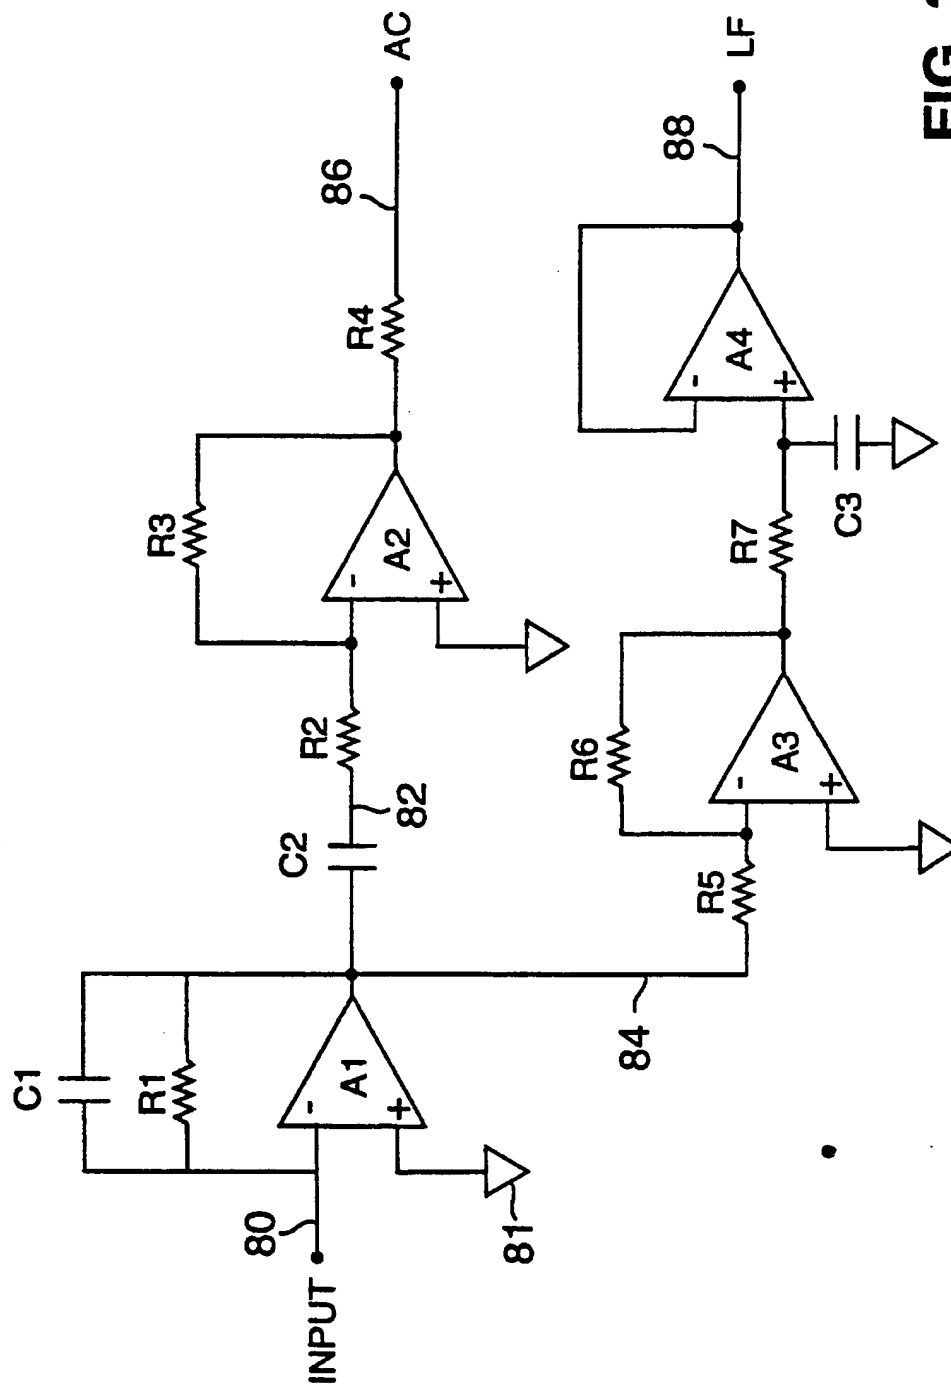 C1
R1
INPUT
80
-
+
A1
81
84
C2
82
R2
R3
-
+
A2
R4
86
AC
R5
R6
-
+
A3
R7
C3
-
+
A4
88
LF
FIG